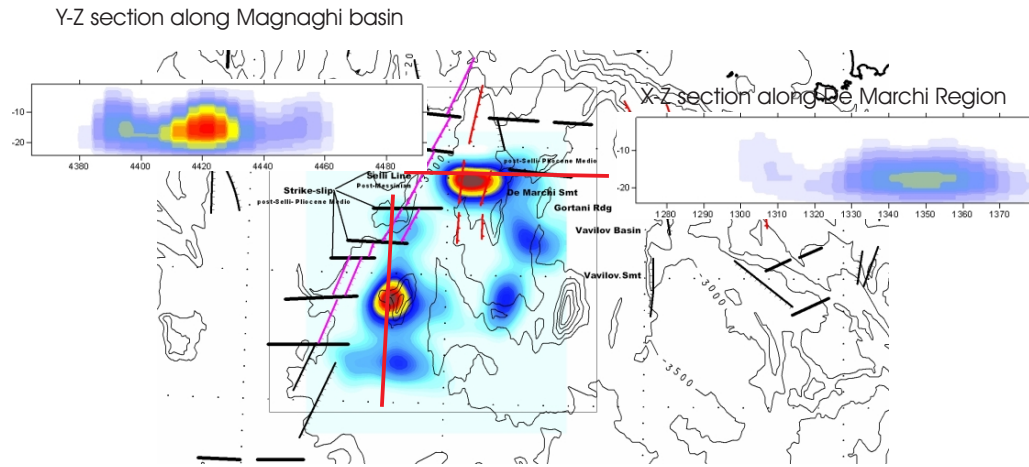 Y-Z section along Magnaghi basin
X-Z section along De Marchi Region
-10
-20
4380
4400
4420
4440
4460
4480
-10
-20
1280
1290
1300
1310
1320
1330
1340
1350
1360
1370
post-Selli- Pliecene Medio
Selli Line
Post-Messinian
Strike-slip
post-Selli- Pliecene Medio
De Marchi Smt
Gortani Rdg
Vavilov Basin
Vavilov.Smt
3000
3500